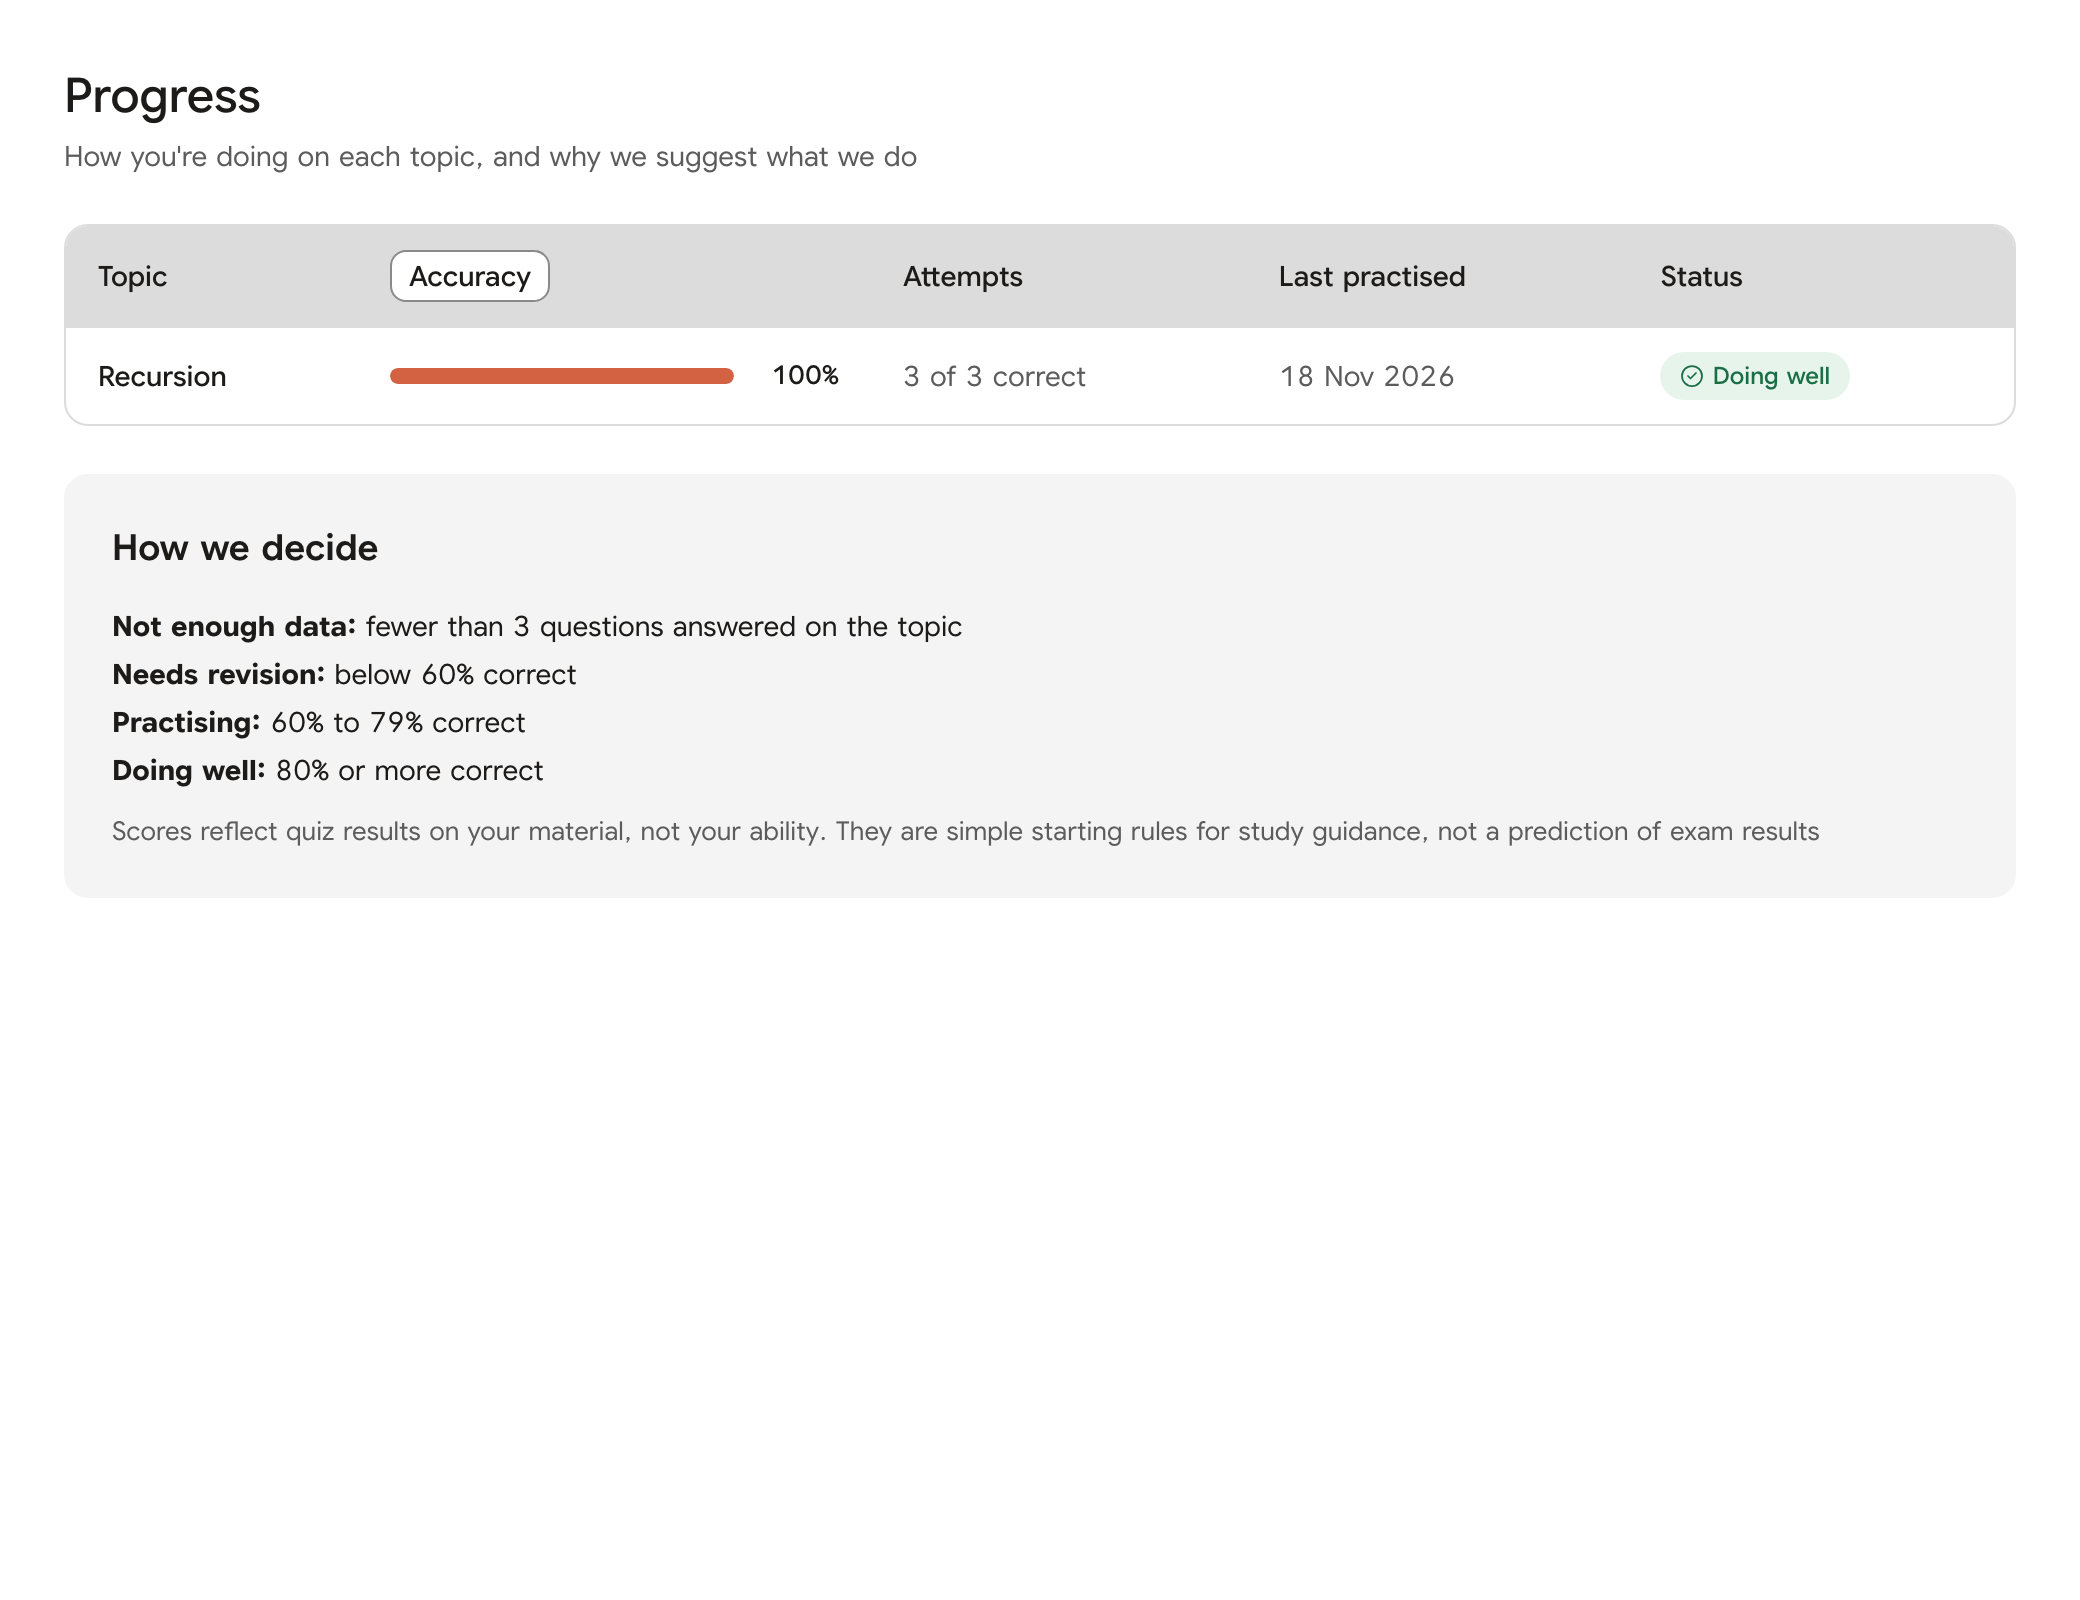 Progress
How you're doing on each topic, and why we suggest what we do
Topic Accuracy Attempts Last practised Status
Recursion 100% 3 of 3 correct 18 Nov 2026 Doing well
How we decide
Not enough data: fewer than 3 questions answered on the topic
Needs revision: below 60% correct
Practising: 60% to 79% correct
Doing well: 80% or more correct
Scores reflect quiz results on your material, not your ability. They are simple starting rules for study guidance, not a prediction of exam results